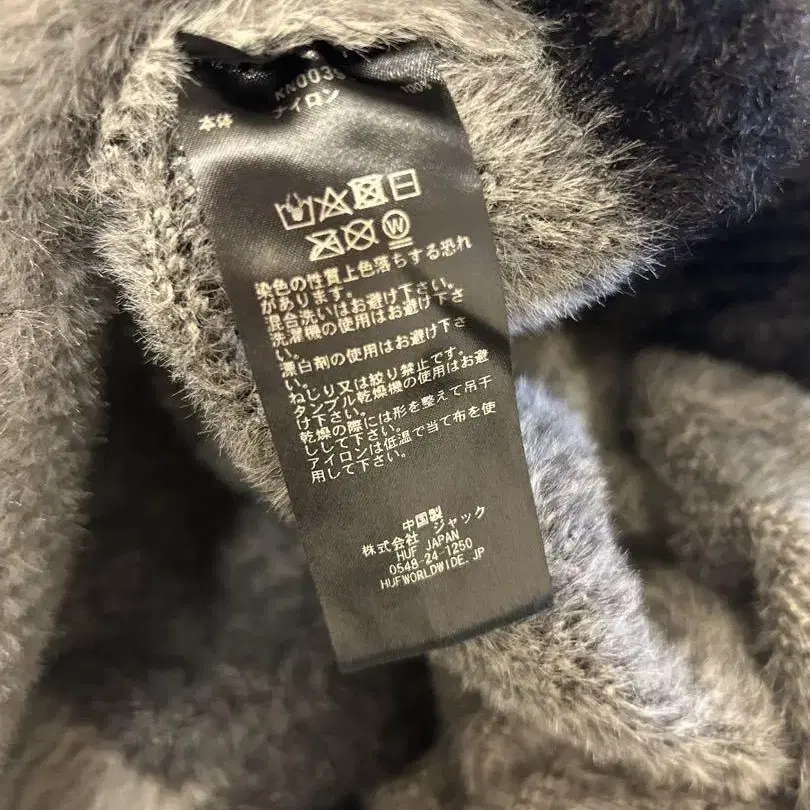 KN0039
本体 ナイロン 100%
W
染色の性質上色落ちする恐れ
があります。
混合洗いはお避け下さい。
洗濯機の使用はお避け下さ
い。
漂白剤の使用はお避け下さ
い。
ねじり又は絞り禁止です。
タンブル乾燥機の使用はお避
け下さい。
乾燥の際には形を整えて吊干
しして下さい。
アイロンは低温で当て布を使
用して下さい。
中国製
株式会社 ジャック
HUF JAPAN
0548-24-1250
HUFWORLDWIDE.JP